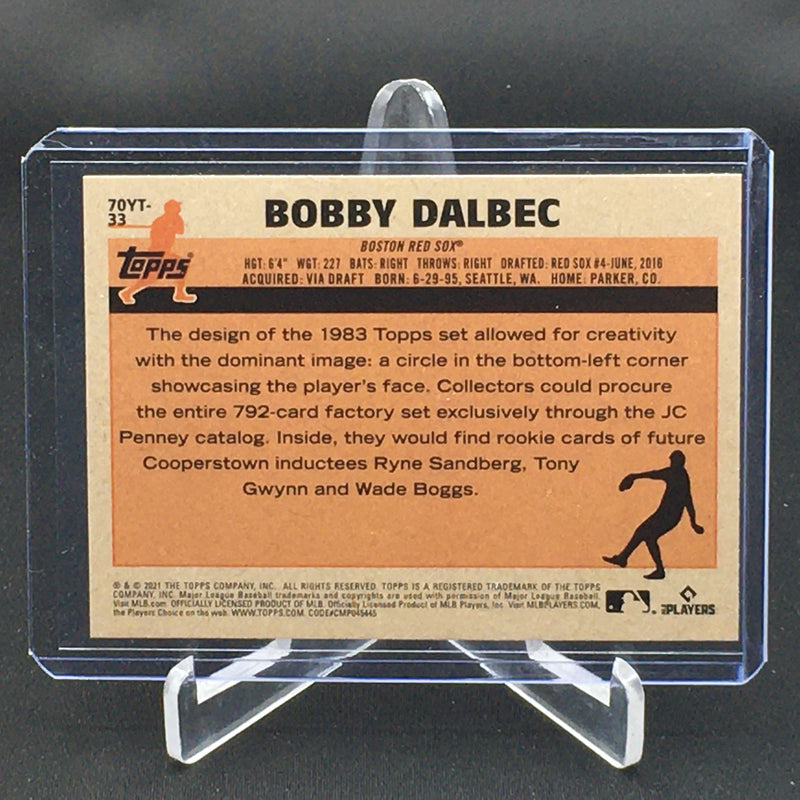 70YT-
33
BOBBY DALBEC
Topps
BOSTON RED SOX®
HGT: 6'4" WGT: 227 BATS: RIGHT THROWS: RIGHT DRAFTED: RED SOX #4-JUNE, 2016
ACQUIRED: VIA DRAFT BORN: 6-29-95, SEATTLE, WA. HOME: PARKER, CO.
The design of the 1983 Topps set allowed for creativity
with the dominant image: a circle in the bottom-left corner
showcasing the player's face. Collectors could procure
the entire 792-card factory set exclusively through the JC
Penney catalog. Inside, they would find rookie cards of future
Cooperstown inductees Ryne Sandberg, Tony
Gwynn and Wade Boggs.
® & © 2021 THE TOPPS COMPANY, INC. ALL RIGHTS RESERVED. TOPPS IS A REGISTERED TRADEMARK OF THE TOPPS
COMPANY, INC. Major League Baseball trademarks and copyrights are used with permission of Major League Baseball.
Visit MLB.com. OFFICIALLY LICENSED PRODUCT OF MLB. Officially Licensed Product of MLB Players, Inc. Visit MLBPLAYERS.COM,
the Players Choice on the web. WWW.TOPPS.COM. CODE#CMP045445
MLB PLAYERS